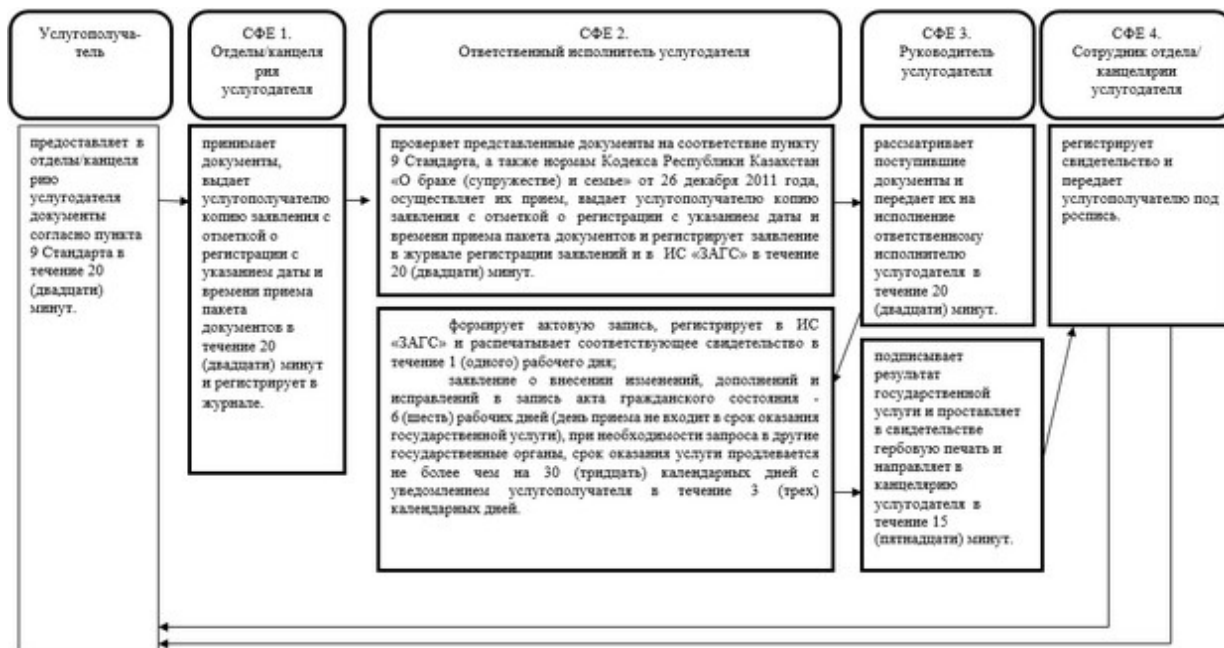 Услугополуча-
тель
СФЕ 1.
Отделы/канцеля
рия
услугодателя
СФЕ 2.
Ответственный исполнитель услугодателя
СФЕ 3.
Руководитель
услугодателя
СФЕ 4.
Сотрудник отдела/
канцелярии
услугодателя
предоставляет в
отделы/канцеля
рию
услугодателя
документы
согласно пункта
9 Стандарта в
течение 20
(двадцати)
минут.
принимает
документы,
выдает
услугополучателю
копию заявления с
отметкой о
регистрации с
указанием даты и
времени приема
пакета
документов в
течение 20
(двадцати) минут
и регистрирует в
журнале.
проверяет представленные документы на соответствие пункту
9 Стандарта, а также нормам Кодекса Республики Казахстан
«О браке (супружестве) и семье» от 26 декабря 2011 года,
осуществляет их прием, выдает услугополучателю копию
заявления с отметкой о регистрации с указанием даты и
времени приема пакета документов и регистрирует заявление
в журнале регистрации заявлений и в ИС «ЗАГС» в течение
20 (двадцати) минут.
формирует актовую запись, регистрирует в ИС
«ЗАГС» и распечатывает соответствующее свидетельство в
течение 1 (одного) рабочего дня;
заявление о внесении изменений, дополнений и
исправлений в запись акта гражданского состояния -
6 (шесть) рабочих дней (день приема не входит в срок оказания
государственной услуги), при необходимости запроса в другие
государственные органы, срок оказания услуги продлевается
не более чем на 30 (тридцать) календарных дней с
уведомлением услугополучателя в течение 3 (трех)
календарных дней.
рассматривает
поступившие
документы и
передает их на
исполнение
ответственному
исполнителю
услугодателя в
течение 20
(двадцати) минут.
подписывает
результат
государственной
услуги и проставляет
в свидетельстве
гербовую печать и
направляет в
канцелярию
услугодателя в
течение 15
(пятнадцати) минут.
регистрирует
свидетельство и
передает
услугополучателю под
роспись.